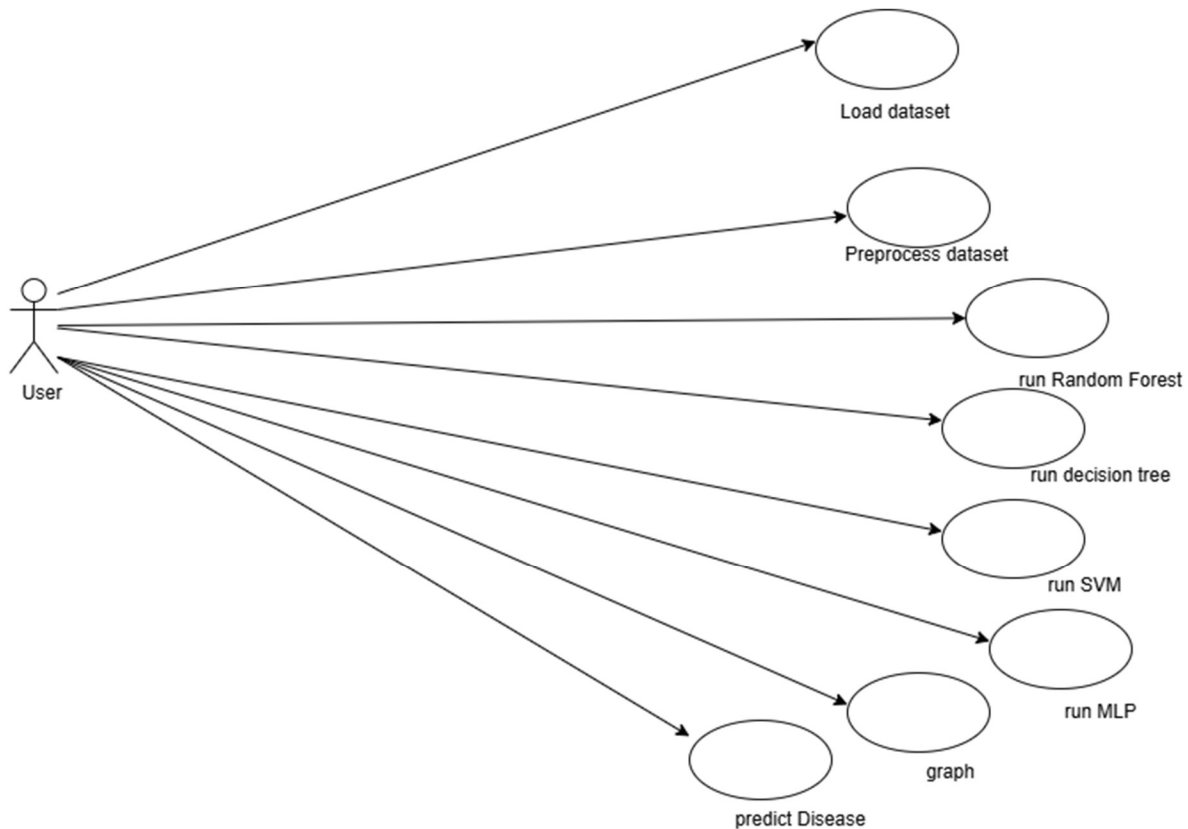 Load dataset
Preprocess dataset
run Random Forest
User
run decision tree
run SVM
run MLP
graph
predict Disease